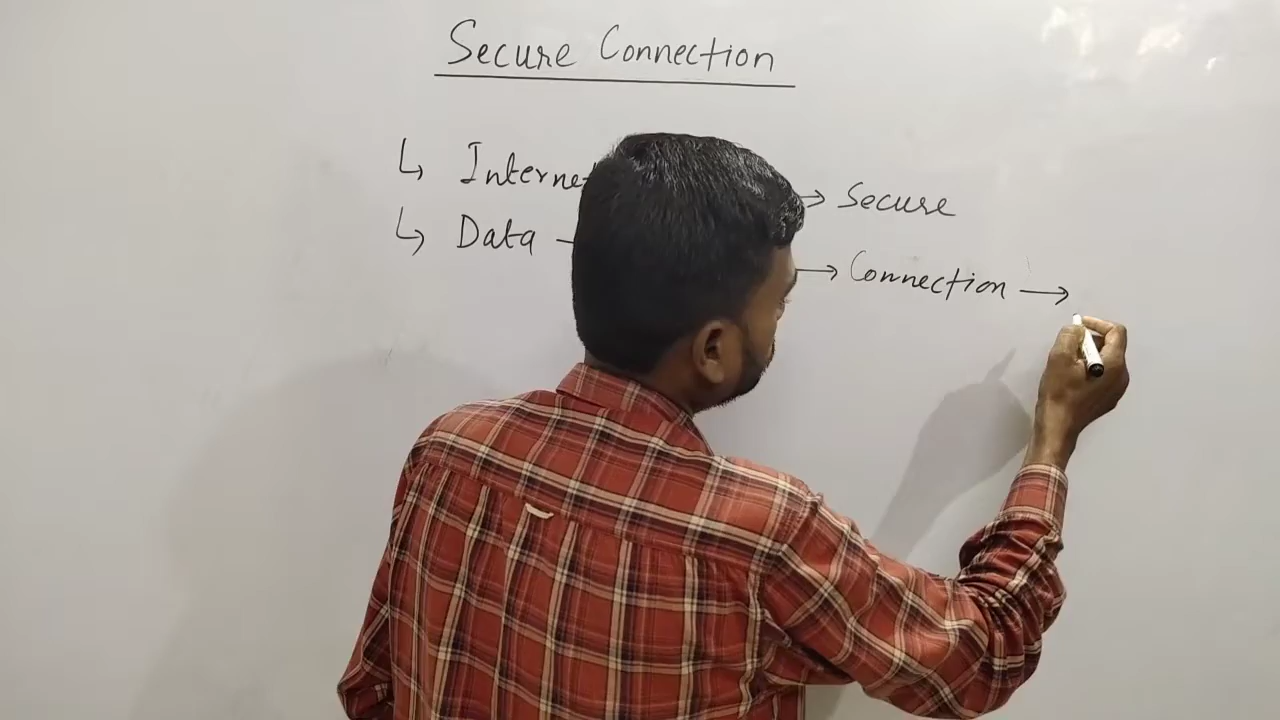 Secure Connection
↳ Internet → Secure
↳ Data – → Connection →